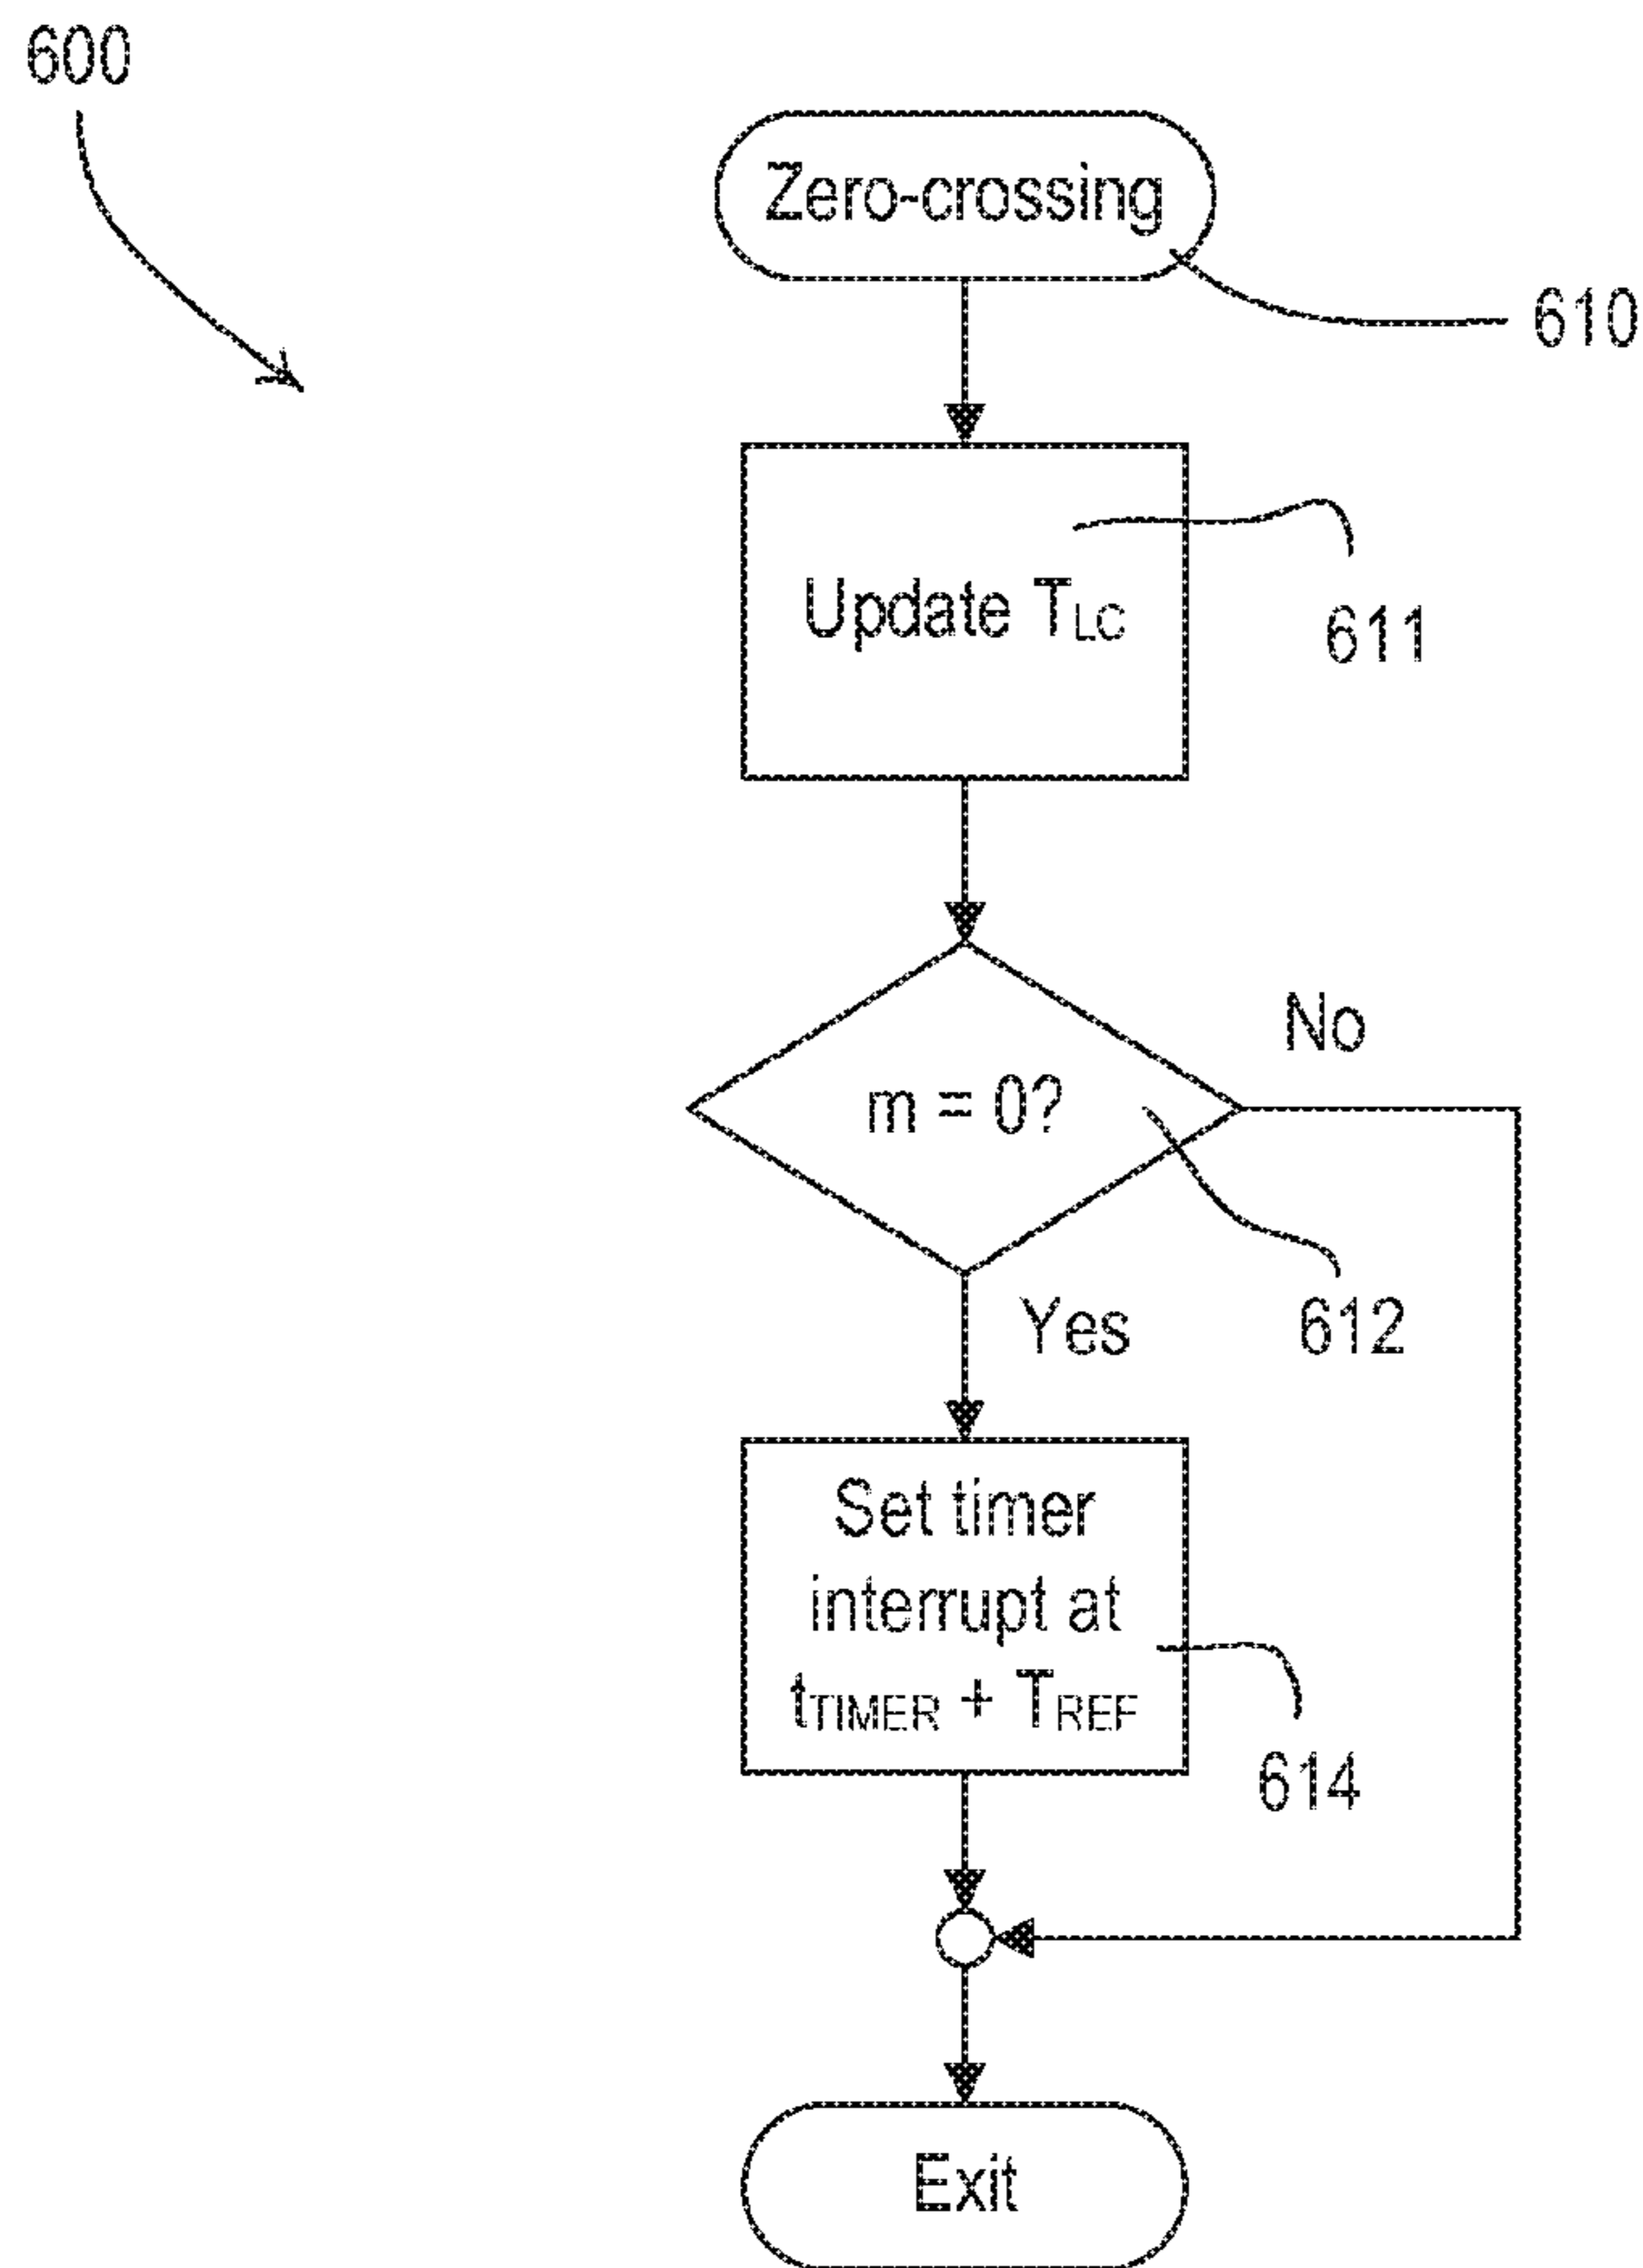 600
Zero-crossing
610
Update TLC
611
No
m = 0?
Yes
612
Set timer
interrupt at
tTIMER + TREF
614
Exit